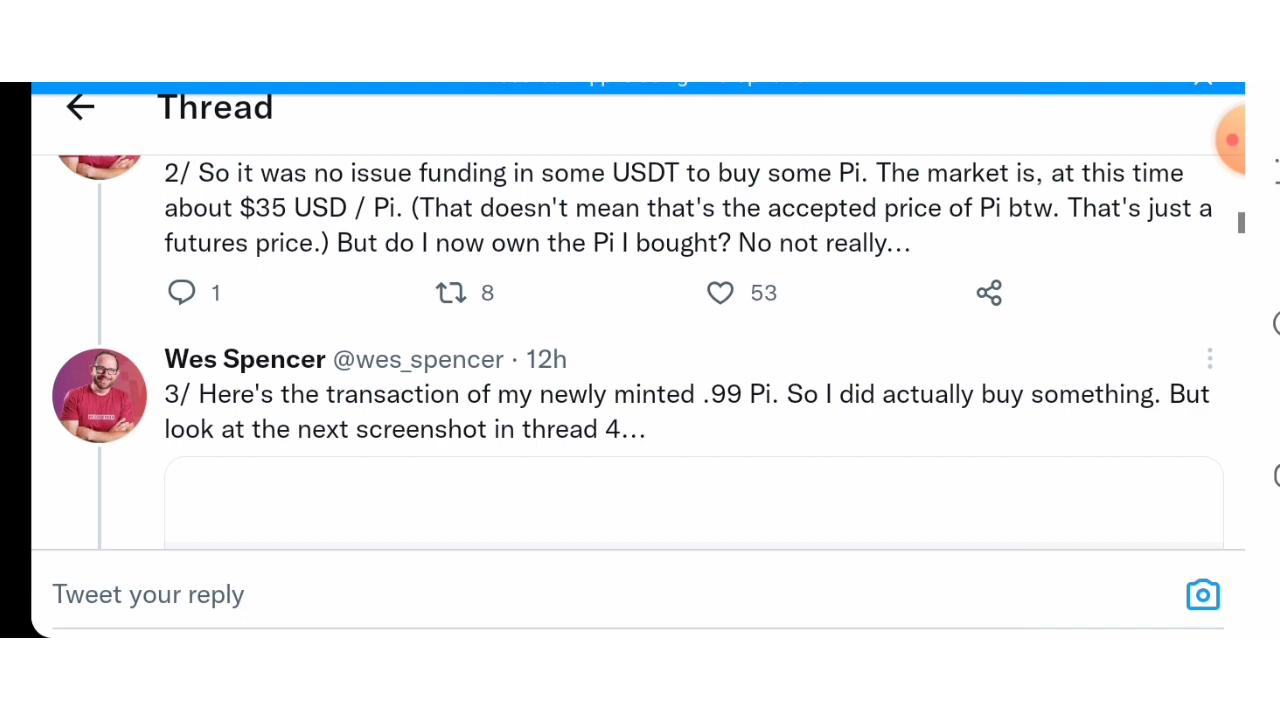 Thread
2/ So it was no issue funding in some USDT to buy some Pi. The market is, at this time
about $35 USD / Pi. (That doesn't mean that's the accepted price of Pi btw. That's just a
futures price.) But do I now own the Pi I bought? No not really...
1 8 53
Wes Spencer @wes_spencer · 12h
3/ Here's the transaction of my newly minted .99 Pi. So I did actually buy something. But
look at the next screenshot in thread 4...
Tweet your reply